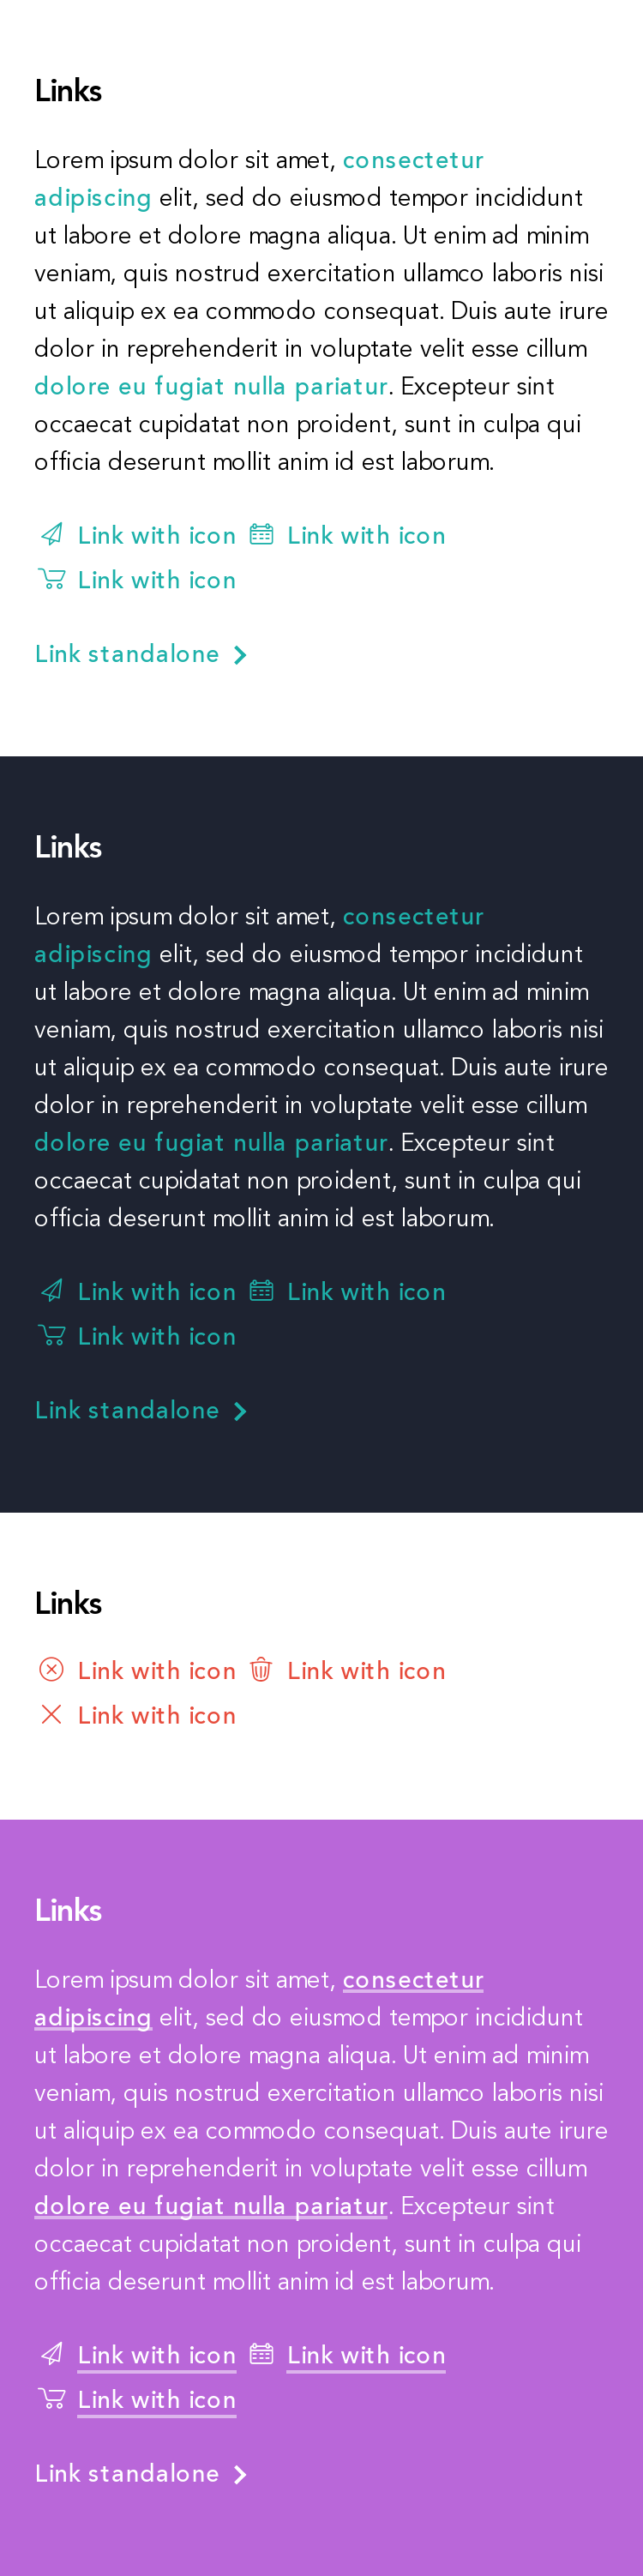 Links
Lorem ipsum dolor sit amet, consectetur
adipiscing elit, sed do eiusmod tempor incididunt
ut labore et dolore magna aliqua. Ut enim ad minim
veniam, quis nostrud exercitation ullamco laboris nisi
ut aliquip ex ea commodo consequat. Duis aute irure
dolor in reprehenderit in voluptate velit esse cillum
dolore eu fugiat nulla pariatur. Excepteur sint
occaecat cupidatat non proident, sunt in culpa qui
officia deserunt mollit anim id est laborum.
Link with icon Link with icon
Link with icon
Link standalone
Links
Lorem ipsum dolor sit amet, consectetur
adipiscing elit, sed do eiusmod tempor incididunt
ut labore et dolore magna aliqua. Ut enim ad minim
veniam, quis nostrud exercitation ullamco laboris nisi
ut aliquip ex ea commodo consequat. Duis aute irure
dolor in reprehenderit in voluptate velit esse cillum
dolore eu fugiat nulla pariatur. Excepteur sint
occaecat cupidatat non proident, sunt in culpa qui
officia deserunt mollit anim id est laborum.
Link with icon Link with icon
Link with icon
Link standalone
Links
Link with icon Link with icon
Link with icon
Links
Lorem ipsum dolor sit amet, consectetur
adipiscing elit, sed do eiusmod tempor incididunt
ut labore et dolore magna aliqua. Ut enim ad minim
veniam, quis nostrud exercitation ullamco laboris nisi
ut aliquip ex ea commodo consequat. Duis aute irure
dolor in reprehenderit in voluptate velit esse cillum
dolore eu fugiat nulla pariatur. Excepteur sint
occaecat cupidatat non proident, sunt in culpa qui
officia deserunt mollit anim id est laborum.
Link with icon Link with icon
Link with icon
Link standalone